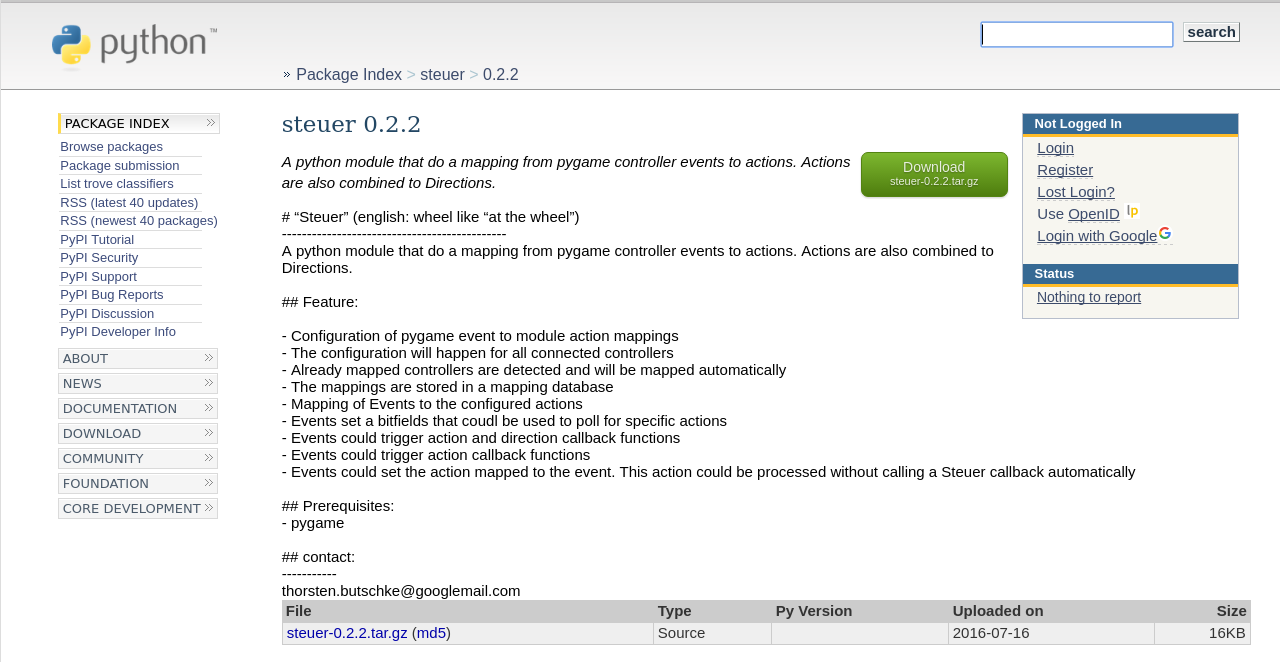 python™
search
Package Index > steuer > 0.2.2
PACKAGE INDEX
Browse packages
Package submission
List trove classifiers
RSS (latest 40 updates)
RSS (newest 40 packages)
PyPI Tutorial
PyPI Security
PyPI Support
PyPI Bug Reports
PyPI Discussion
PyPI Developer Info
ABOUT
NEWS
DOCUMENTATION
DOWNLOAD
COMMUNITY
FOUNDATION
CORE DEVELOPMENT
steuer 0.2.2
A python module that do a mapping from pygame controller events to actions. Actions
are also combined to Directions.
Download
steuer-0.2.2.tar.gz
# “Steuer” (english: wheel like “at the wheel”)
---------------------------------------------
A python module that do a mapping from pygame controller events to actions. Actions are also combined to
Directions.
## Feature:
- Configuration of pygame event to module action mappings
- The configuration will happen for all connected controllers
- Already mapped controllers are detected and will be mapped automatically
- The mappings are stored in a mapping database
- Mapping of Events to the configured actions
- Events set a bitfields that coudl be used to poll for specific actions
- Events could trigger action and direction callback functions
- Events could trigger action callback functions
- Events could set the action mapped to the event. This action could be processed without calling a Steuer callback automatically
## Prerequisites:
- pygame
## contact:
-----------
thorsten.butschke@googlemail.com
File Type Py Version Uploaded on Size
steuer-0.2.2.tar.gz (md5) Source 2016-07-16 16KB
Not Logged In
Login
Register
Lost Login?
Use OpenID lp
Login with Google G
Status
Nothing to report